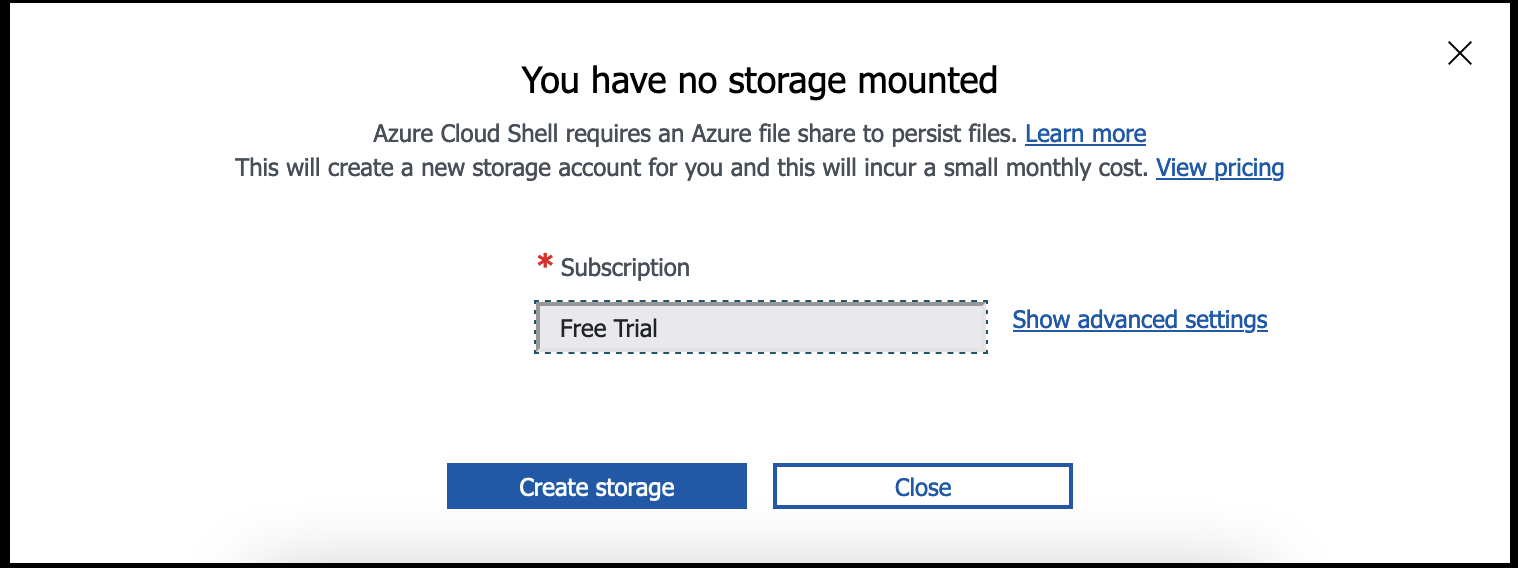 You have no storage mounted
Azure Cloud Shell requires an Azure file share to persist files. Learn more
This will create a new storage account for you and this will incur a small monthly cost. View pricing
* Subscription
Free Trial
Show advanced settings
Create storage
Close